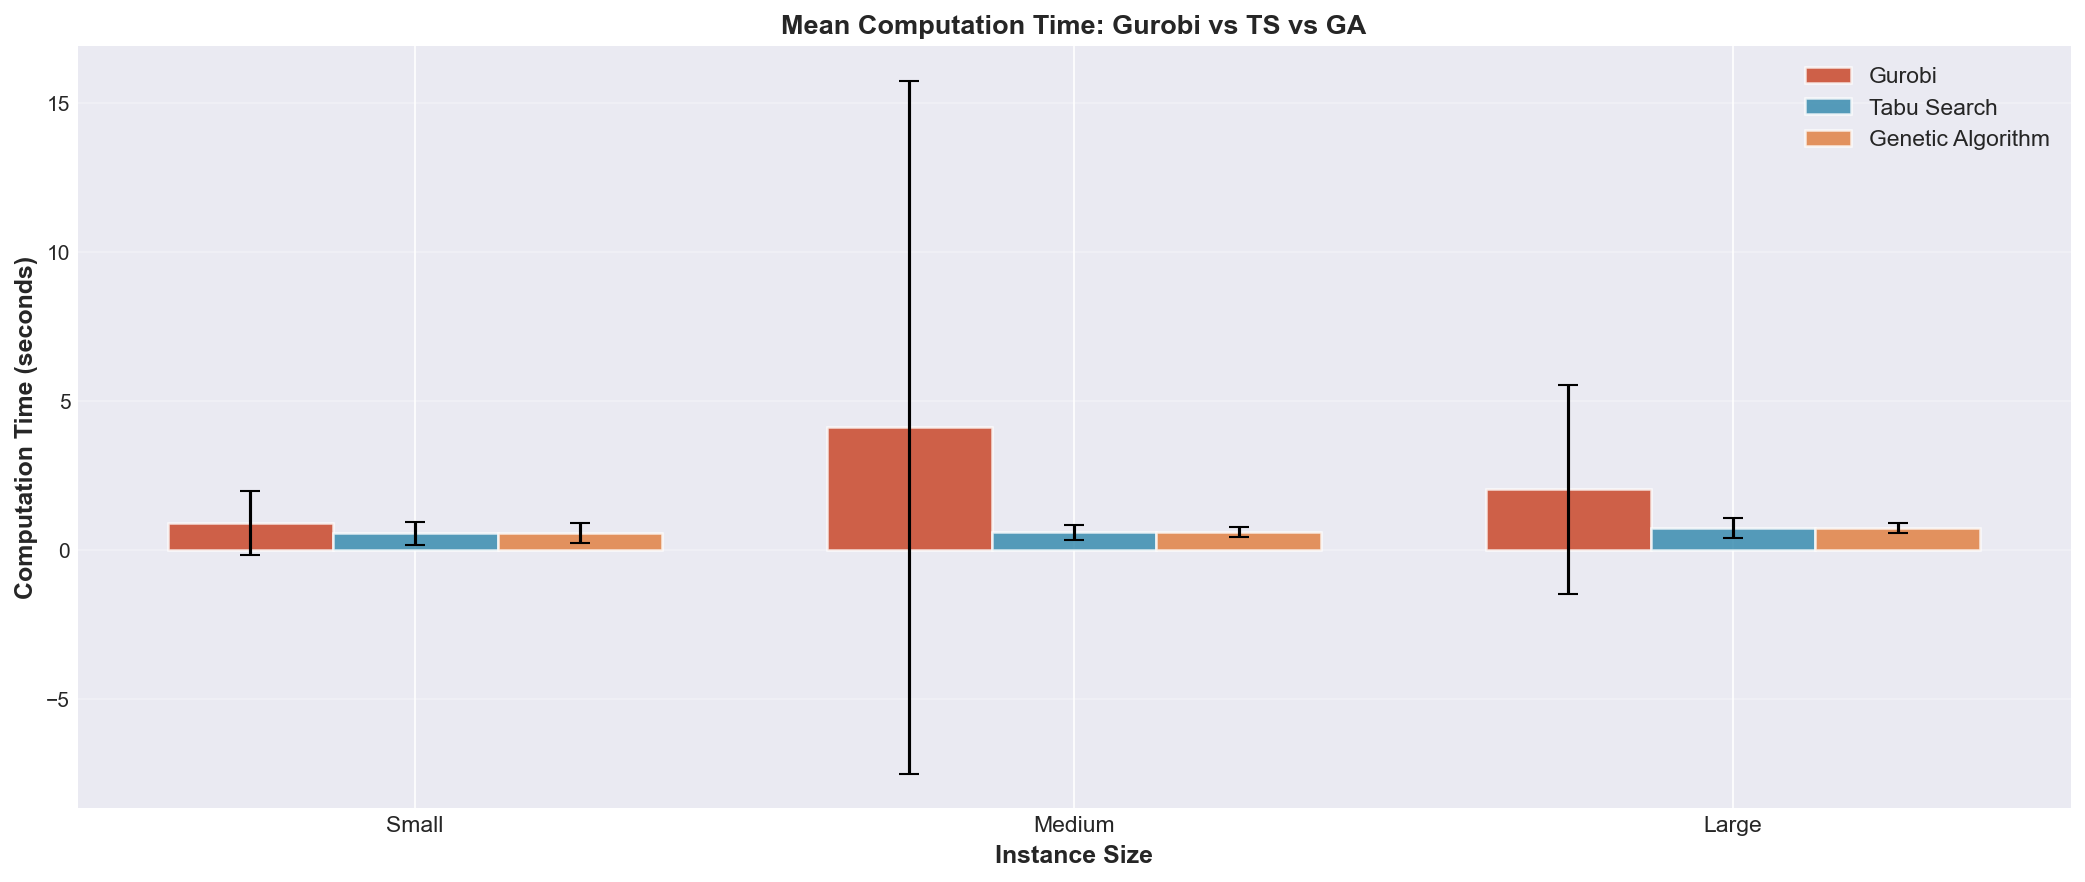 Mean Computation Time: Gurobi vs TS vs GA
Gurobi
Tabu Search
Genetic Algorithm
Computation Time (seconds)
15
10
5
0
−5
Small
Medium
Large
Instance Size